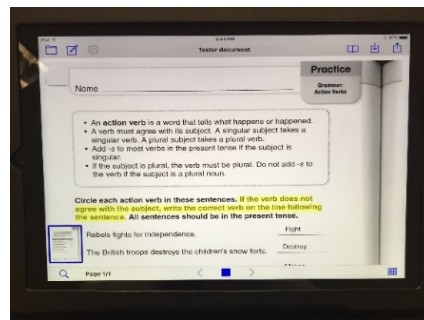 Tester document
Practice
Grammar:
Action Verbs
Name
• An action verb is a word that tells what happens or happened.
• A verb must agree with its subject. A singular subject takes a
singular verb. A plural subject takes a plural verb.
• Add -s to most verbs in the present tense if the subject is
singular.
• If the subject is plural, the verb must be plural. Do not add -s to
the verb if the subject is a plural noun.
Circle each action verb in these sentences. If the verb does not
agree with the subject, write the correct verb on the line following
the sentence. All sentences should be in the present tense.
Rebels fights for independence. Fight
The British troops destroys the children's snow forts. Destroy
Page 1/1